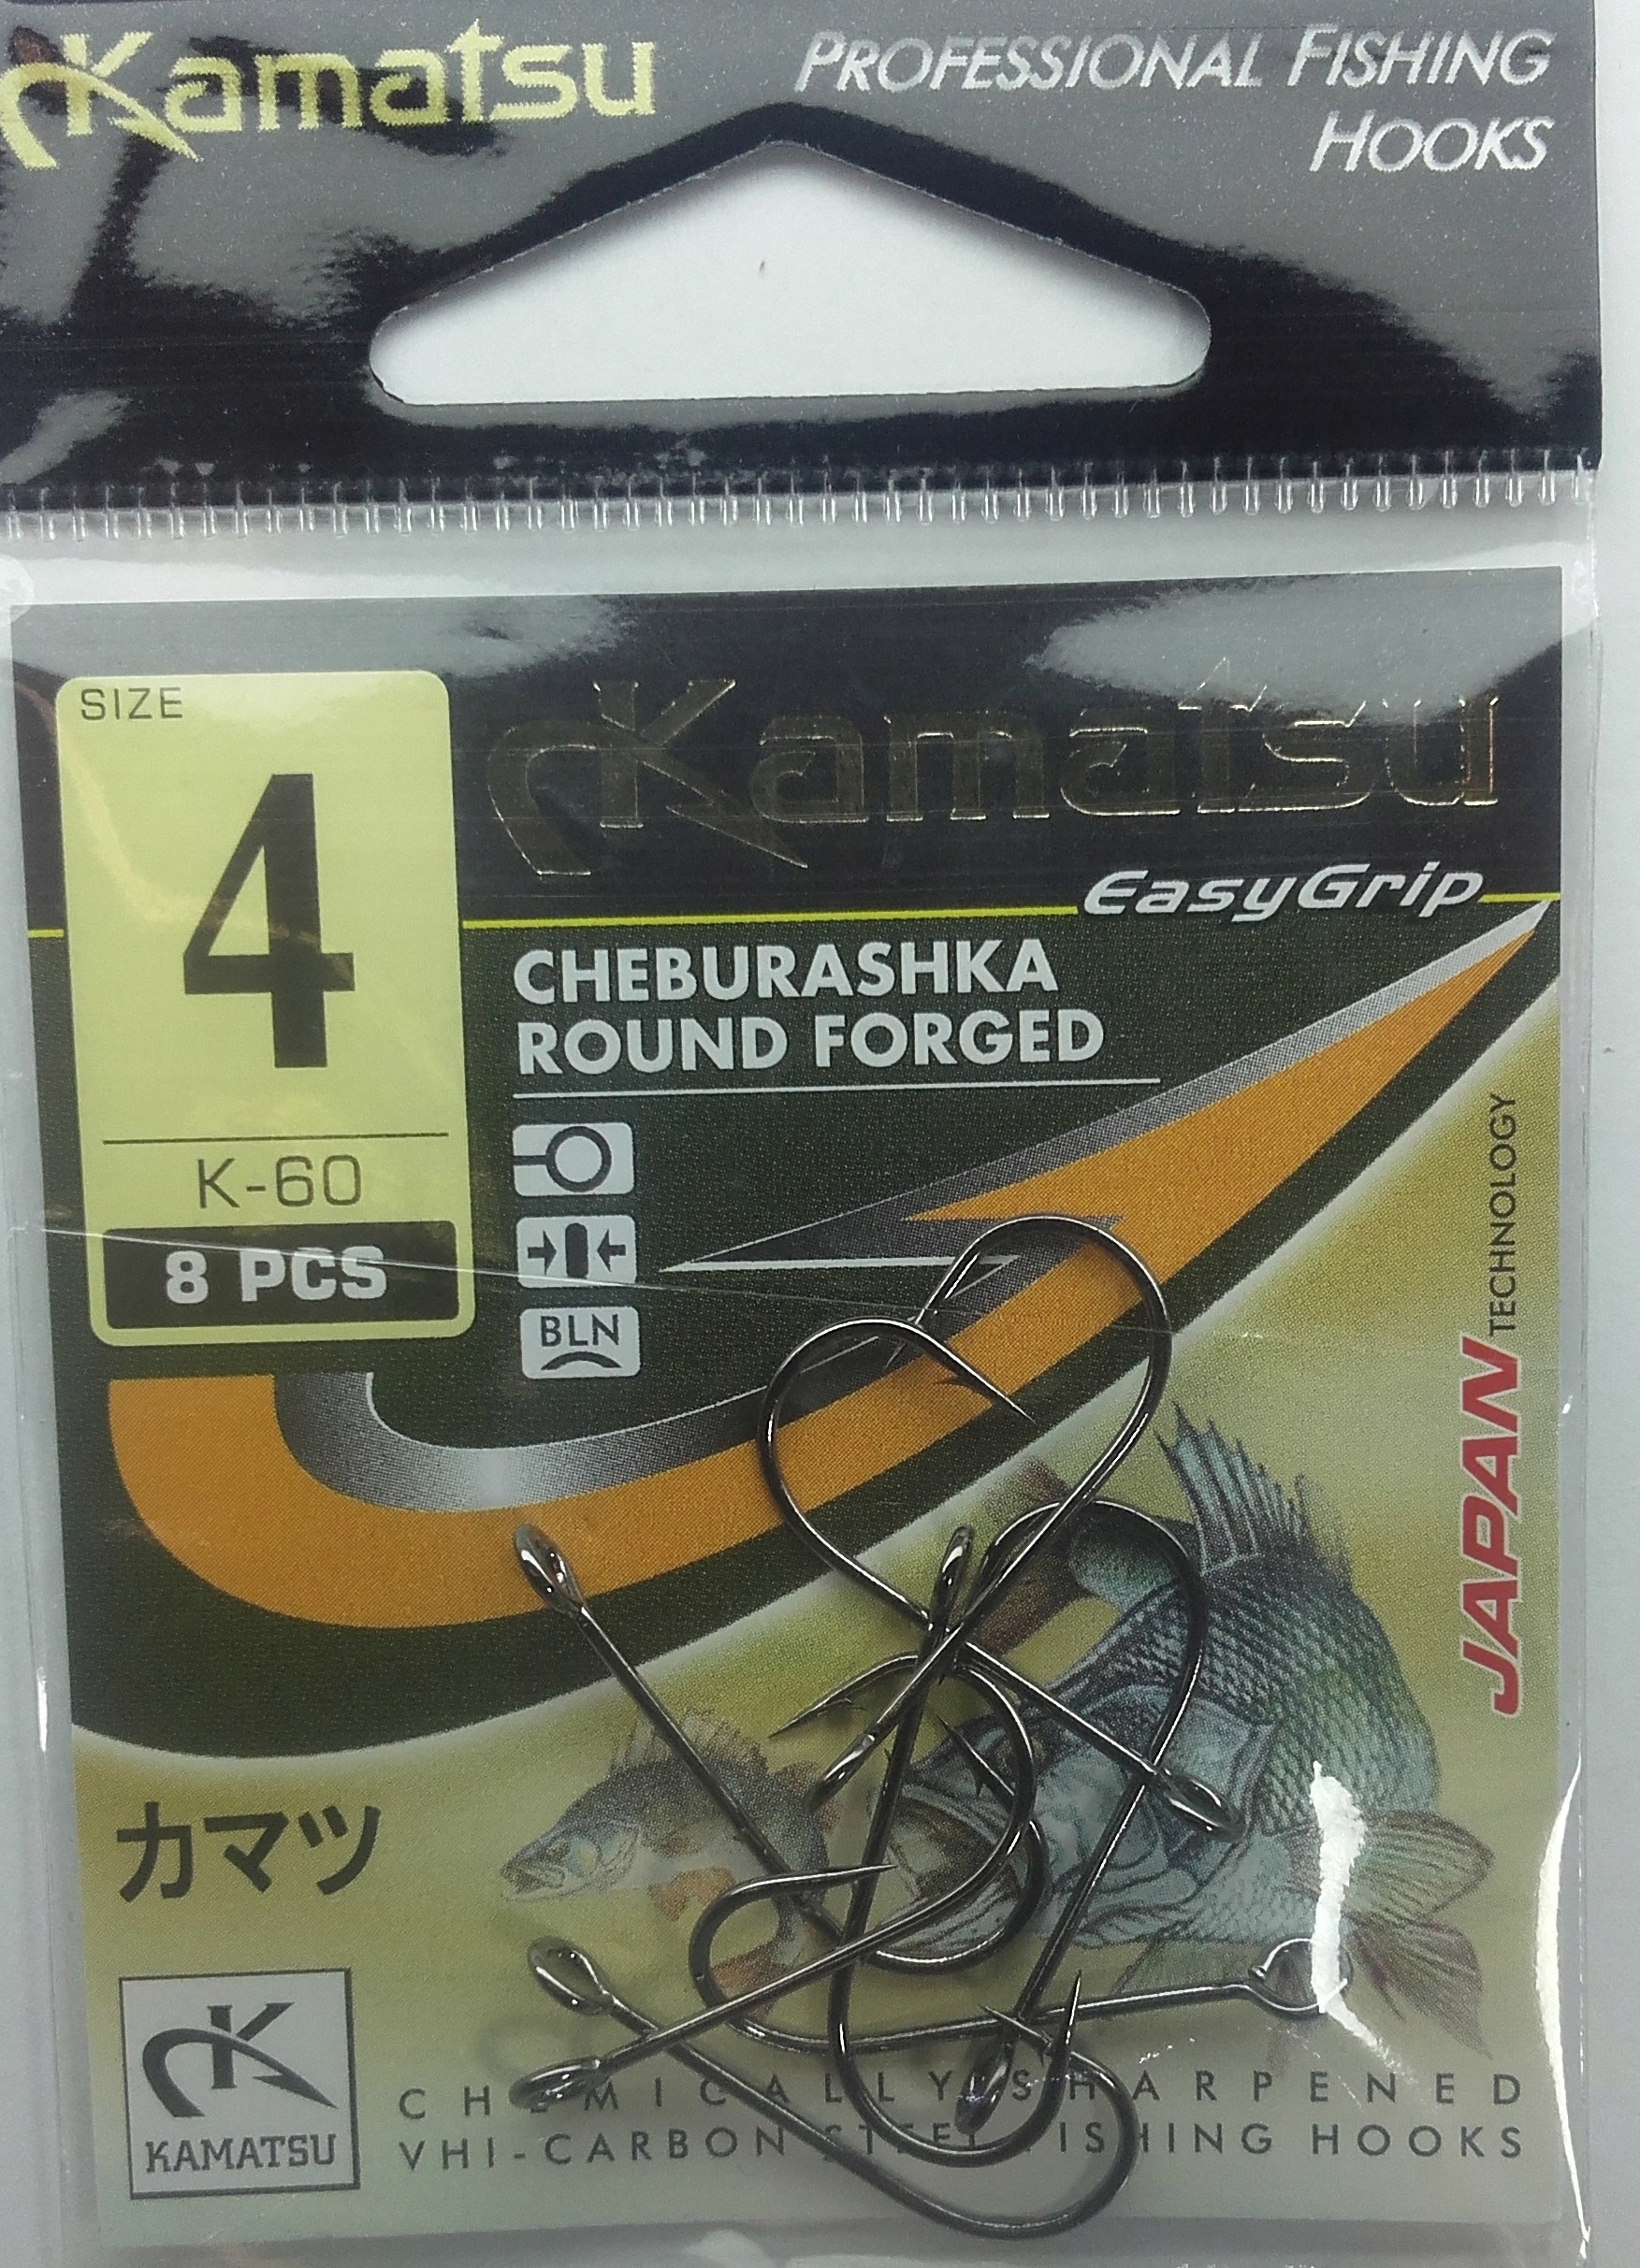 Kamatsu
PROFESSIONAL FISHING
HOOKS
SIZE
4
K-60
8 PCS
Kamatsu
EasyGrip
CHEBURASHKA
ROUND FORGED
BLN
JAPAN TECHNOLOGY
カマツ
K
KAMATSU
CHEMICALLY SHARPENED
VHI-CARBON STEEL FISHING HOOKS